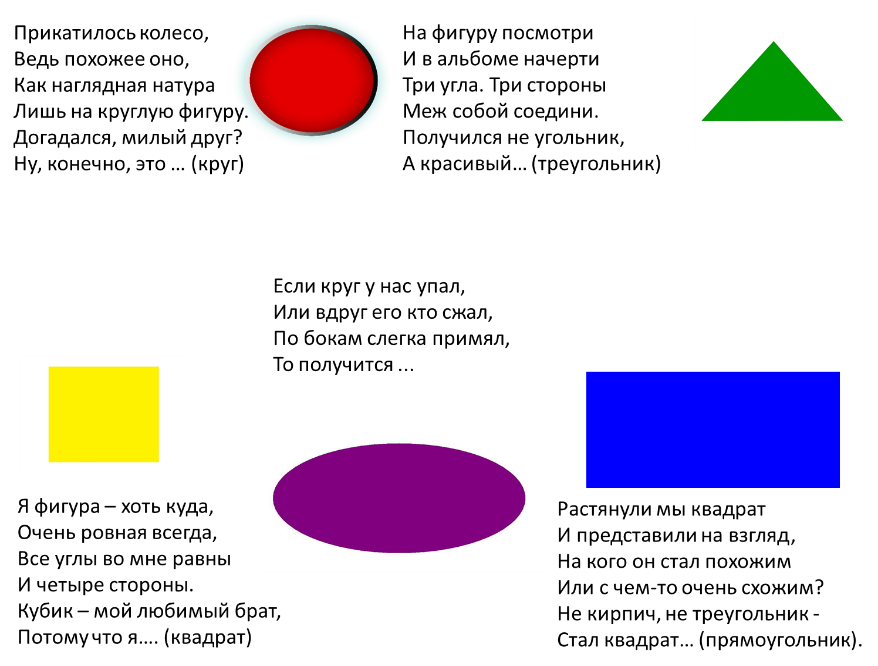 Прикатилось колесо,
Ведь похожее оно,
Как наглядная натура
Лишь на круглую фигуру.
Догадался, милый друг?
Ну, конечно, это ... (круг)
На фигуру посмотри
И в альбоме начерти
Три угла. Три стороны
Меж собой соедини.
Получился не угольник,
А красивый... (треугольник)
Если круг у нас упал,
Или вдруг его кто сжал,
По бокам слегка примял,
То получится ...
Я фигура – хоть куда,
Очень ровная всегда,
Все углы во мне равны
И четыре стороны.
Кубик – мой любимый брат,
Потому что я.... (квадрат)
Растянули мы квадрат
И представили на взгляд,
На кого он стал похожим
Или с чем-то очень схожим?
Не кирпич, не треугольник -
Стал квадрат... (прямоугольник).